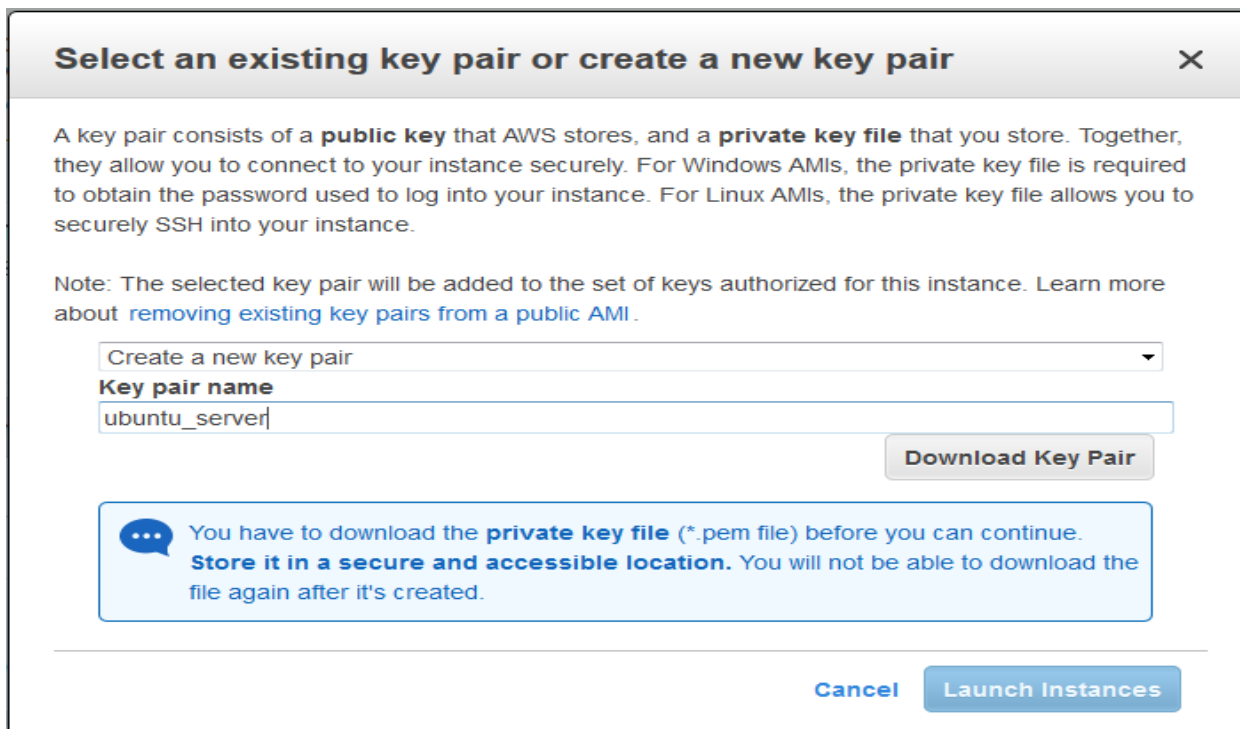 Select an existing key pair or create a new key pair
A key pair consists of a public key that AWS stores, and a private key file that you store. Together,
they allow you to connect to your instance securely. For Windows AMIs, the private key file is required
to obtain the password used to log into your instance. For Linux AMIs, the private key file allows you to
securely SSH into your instance.
Note: The selected key pair will be added to the set of keys authorized for this instance. Learn more
about removing existing key pairs from a public AMI.
Create a new key pair
Key pair name
ubuntu_server
Download Key Pair
You have to download the private key file (*.pem file) before you can continue.
Store it in a secure and accessible location. You will not be able to download the
file again after it's created.
Cancel Launch Instances